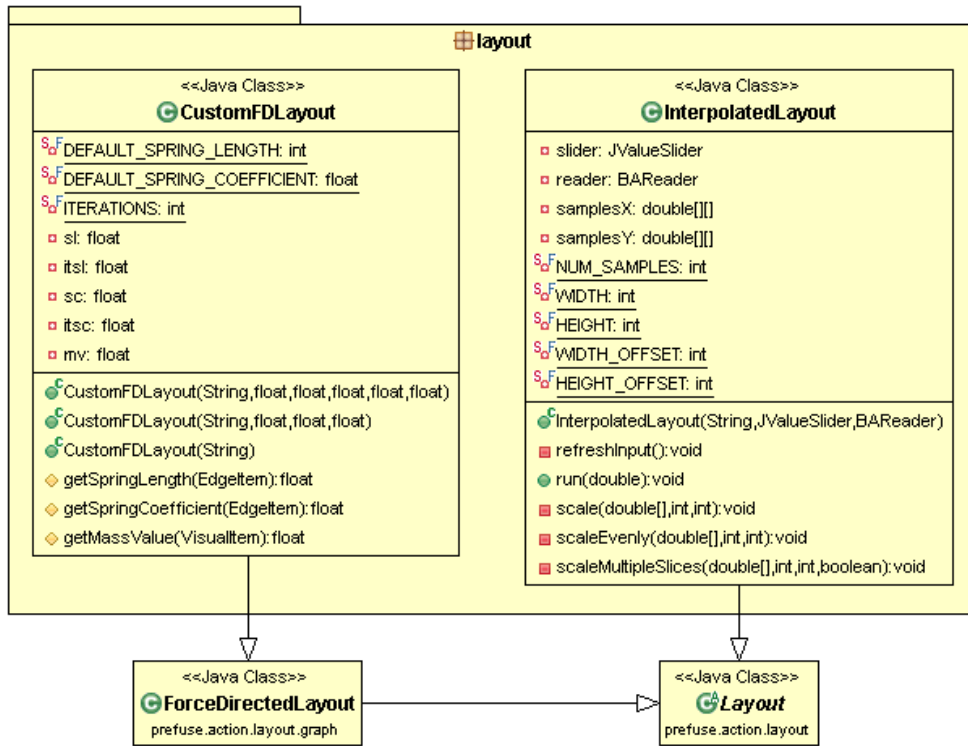 layout
<<Java Class>>
CustomFDLayout
DEFAULT_SPRING_LENGTH: int
DEFAULT_SPRING_COEFFICIENT: float
ITERATIONS: int
sl: float
itsl: float
sc: float
itsc: float
mv: float
CustomFDLayout(String,float,float,float,float,float)
CustomFDLayout(String,float,float,float)
CustomFDLayout(String)
getSpringLength(EdgeItem):float
getSpringCoefficient(EdgeItem):float
getMassValue(VisualItem):float
<<Java Class>>
InterpolatedLayout
slider: JValueSlider
reader: BAReader
samplesX: double[][]
samplesY: double[][]
NUM_SAMPLES: int
WIDTH: int
HEIGHT: int
WIDTH_OFFSET: int
HEIGHT_OFFSET: int
InterpolatedLayout(String,JValueSlider,BAReader)
refreshInput():void
run(double):void
scale(double[],int,int):void
scaleEvenly(double[],int,int):void
scaleMultipleSlices(double[],int,int,boolean):void
<<Java Class>>
ForceDirectedLayout
prefuse.action.layout.graph
<<Java Class>>
Layout
prefuse.action.layout